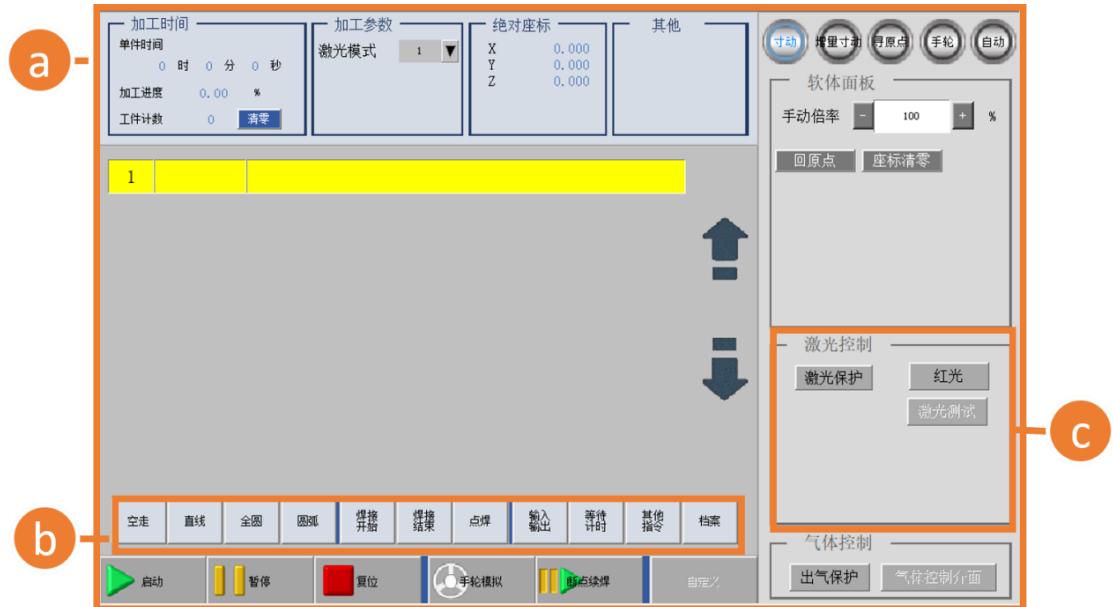 a
b
c
加工时间
单件时间
0 时 0 分 0 秒
加工进度 0.00 %
工件计数 0 清零
加工参数
激光模式 1
绝对座标
X 0.000
Y 0.000
Z 0.000
其他
寸动 增量寸动 寻原点 手轮 自动
软体面板
手动倍率 - 100 + %
回原点 座标清零
1
激光控制
激光保护 红光
激光测试
空走 直线 全圆 圆弧 焊接开始 焊接结束 点焊 输入输出 等待计时 其他指令 档案
气体控制
出气保护 气体控制介面
启动 暂停 复位 手轮模拟 断点续焊 自定义